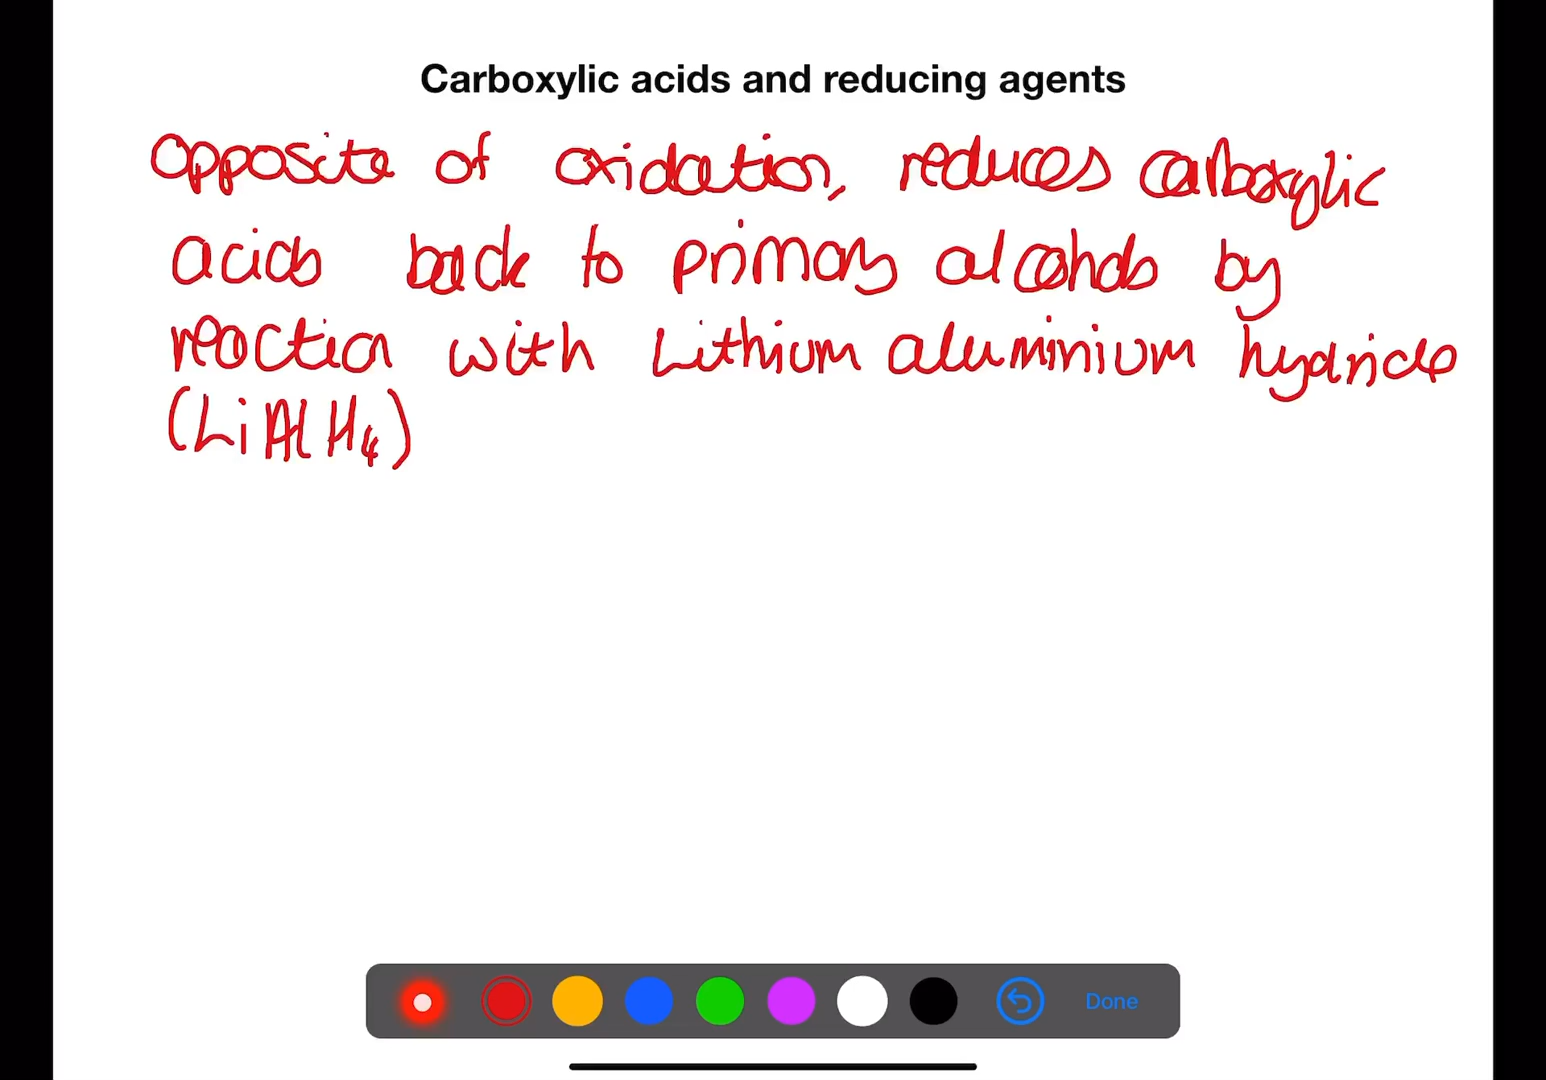 Carboxylic acids and reducing agents
Opposite of oxidation, reduces carboxylic
acids back to primary alcohols by
reaction with Lithium aluminium hydride
(LiAlH₄)
Done